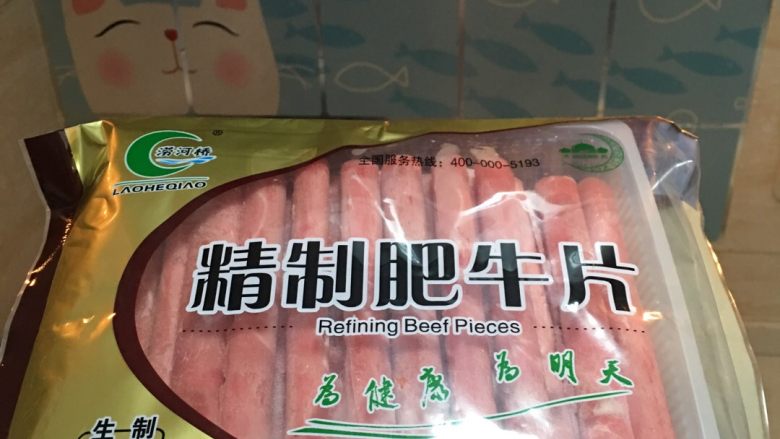 涝河桥®
LAOHEQIAO
全国服务热线：400-000-5193
精制肥牛片
Refining Beef Pieces
为健康 为明天
生一制